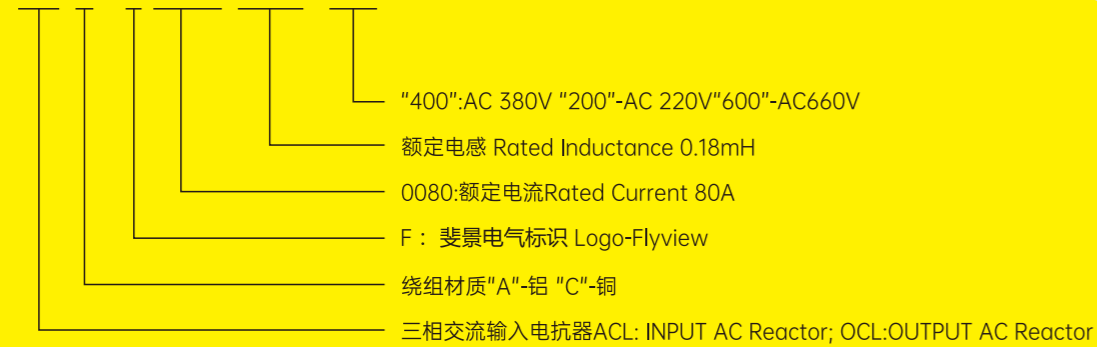 "400":AC 380V "200"-AC 220V"600"-AC660V
额定电感 Rated Inductance 0.18mH
0080:额定电流Rated Current 80A
F ：斐景电气标识 Logo-Flyview
绕组材质"A"-铝 "C"-铜
三相交流输入电抗器ACL: INPUT AC Reactor; OCL:OUTPUT AC Reactor